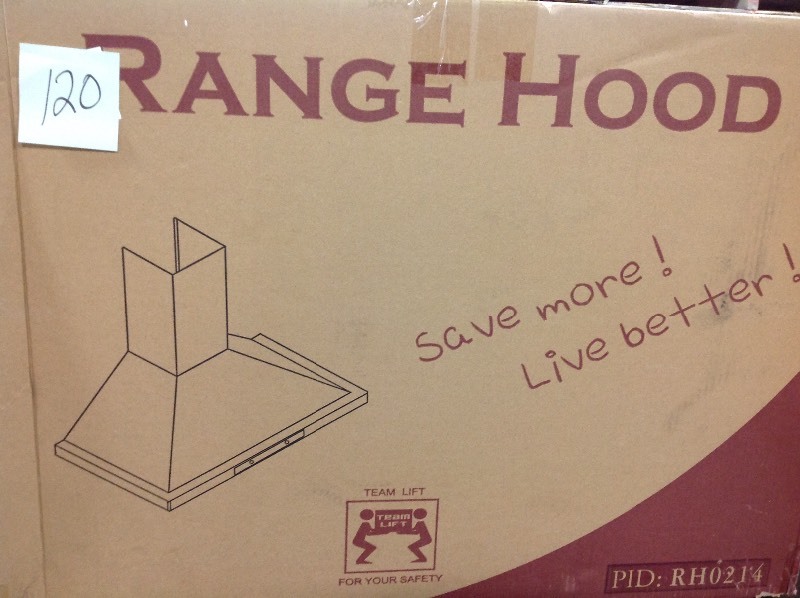 120
RANGE HOOD
Save more!
Live better!
TEAM LIFT
TEAM
LIFT
FOR YOUR SAFETY
PID: RH0214